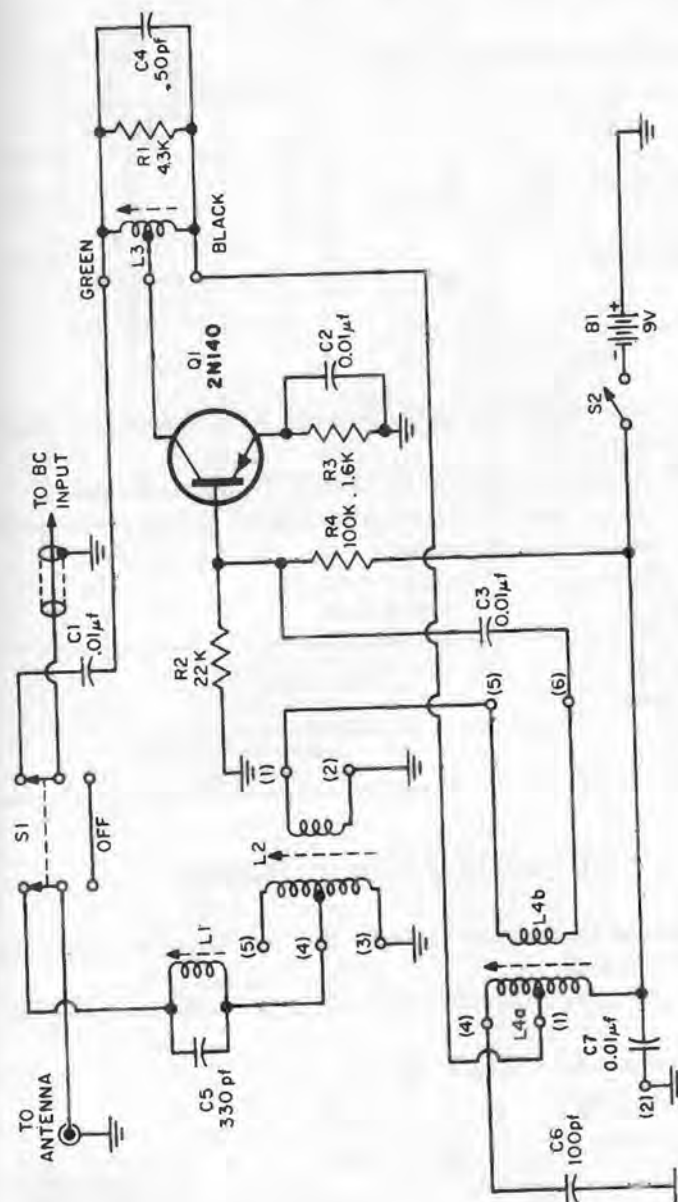 C4
.50pf
R1
4.3K
GREEN
L3
BLACK
Q1
2N140
C2
0.01µf
R3
1.6K
R4
100K
B1
9V
-
+
S2
TO BC
INPUT
C1
.01µf
S1
OFF
R2
22K
C3
0.01µf
(1)
(2)
(5)
(6)
L2
L1
(5)
(4)
(3)
C5
330pf
TO
ANTENNA
L4b
L4a
(4)
(1)
C7
0.01µf
(2)
C6
100pf